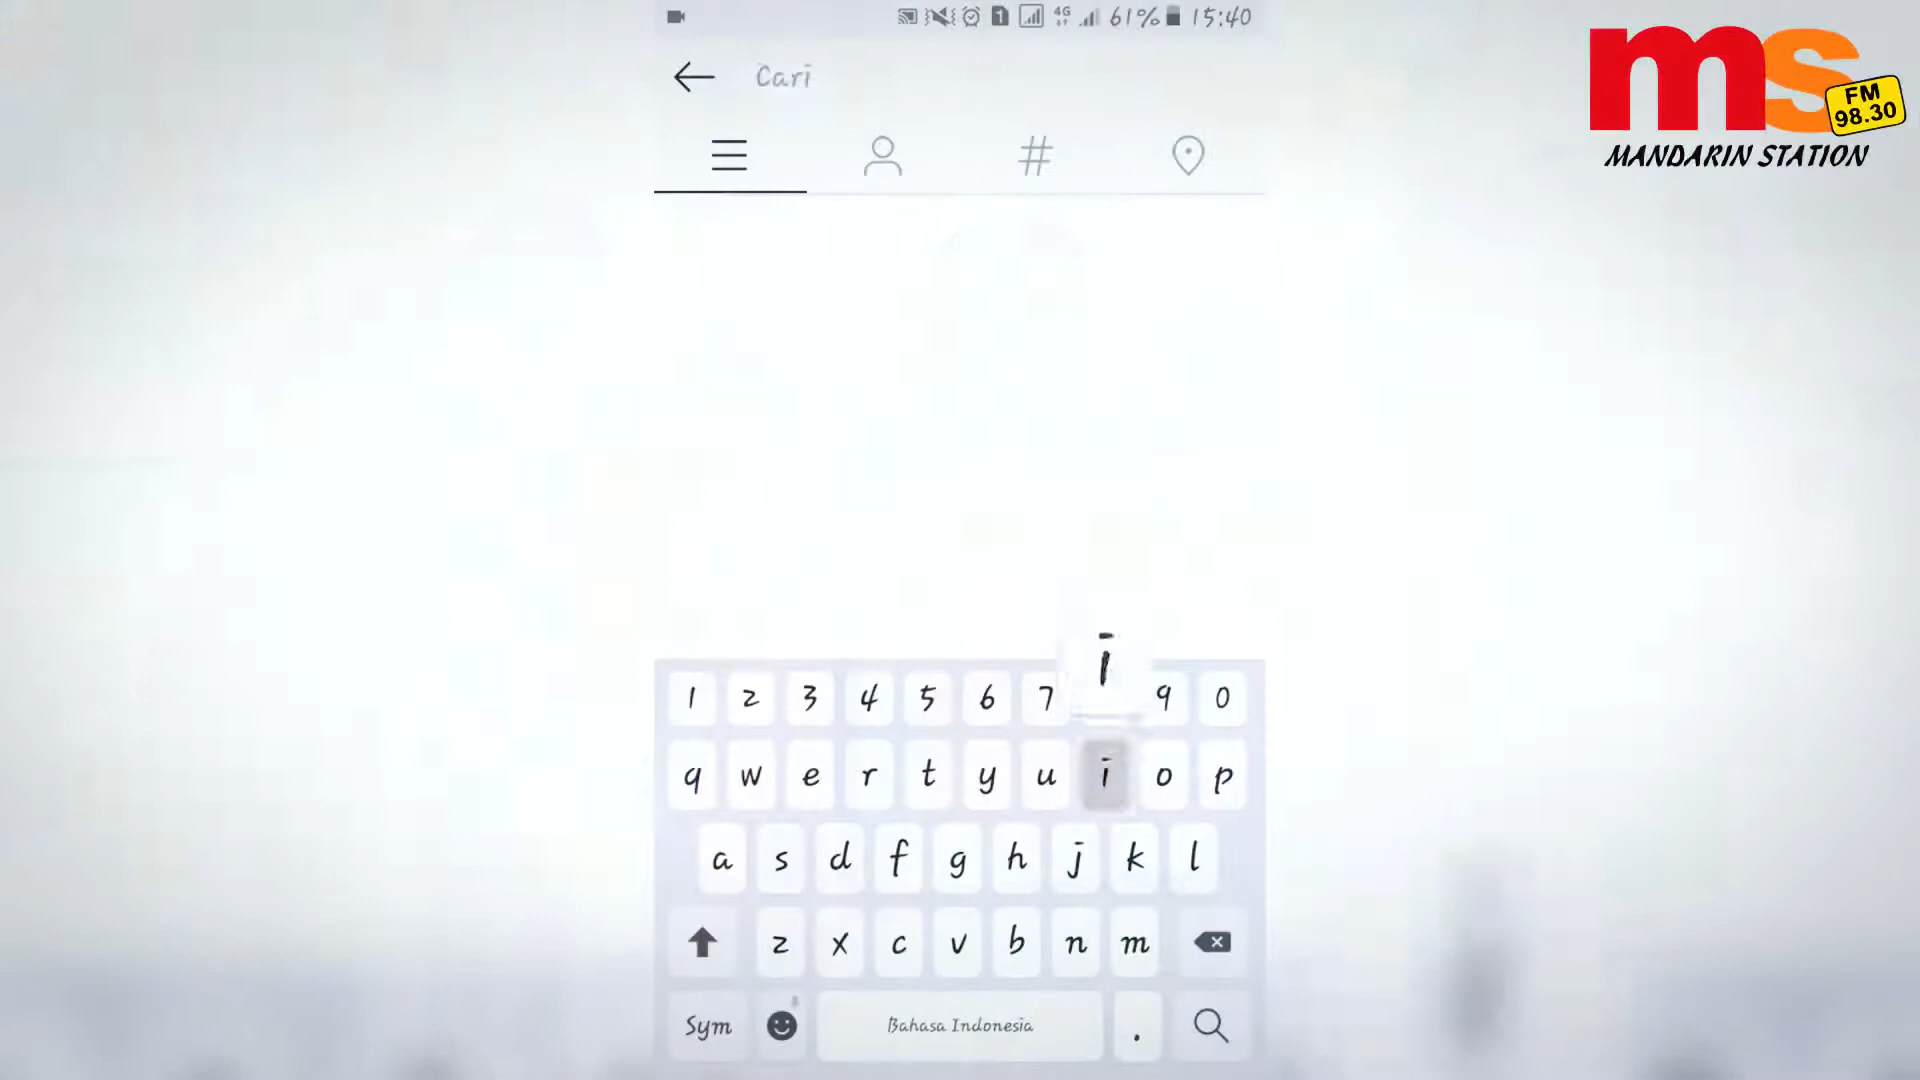 4G 61% 15:40
Cari
#
ms
FM
98.30
MANDARIN STATION
i
1 2 3 4 5 6 7 9 0
q w e r t y u i o p
a s d f g h j k l
z x c v b n m
Sym Bahasa Indonesia .